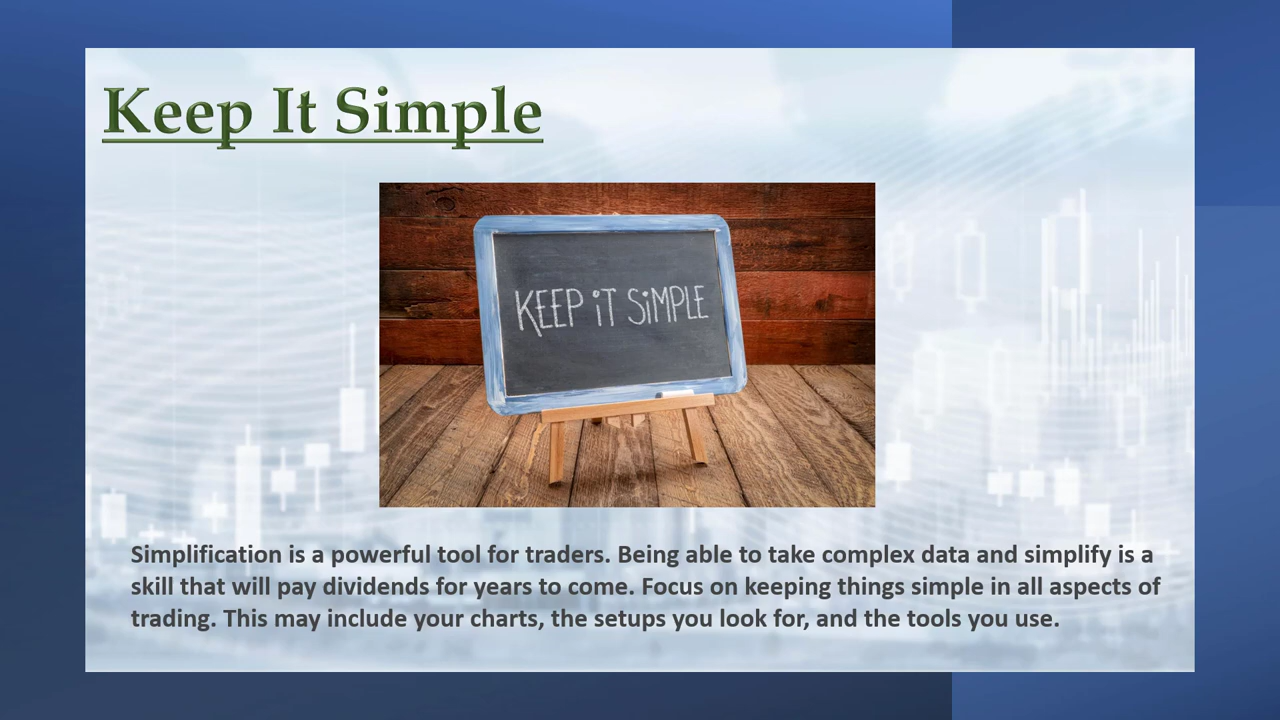 Keep It Simple
KEEP iT SiMPLE
Simplification is a powerful tool for traders. Being able to take complex data and simplify is a
skill that will pay dividends for years to come. Focus on keeping things simple in all aspects of
trading. This may include your charts, the setups you look for, and the tools you use.